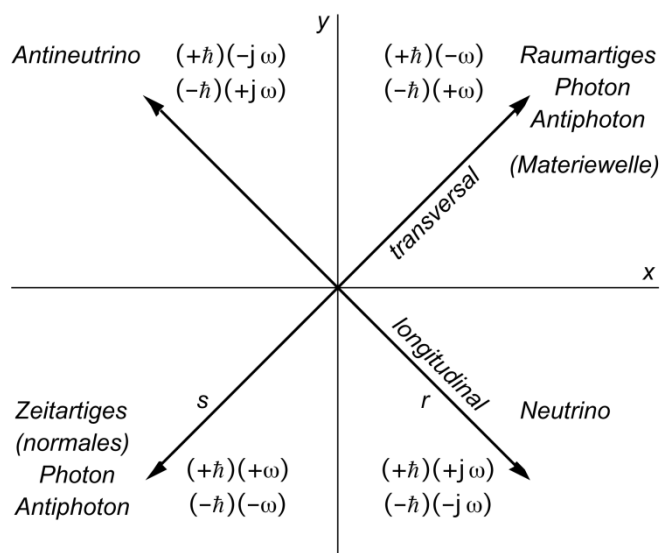 y
Antineutrino (+ħ)(−j ω)
(−ħ)(+j ω)
(+ħ)(−ω) Raumartiges
(−ħ)(+ω) Photon
Antiphoton
(Materiewelle)
transversal
x
longitudinal
s
r
Zeitartiges
(normales)
Photon (+ħ)(+ω)
Antiphoton (−ħ)(−ω)
Neutrino
(+ħ)(+j ω)
(−ħ)(−j ω)